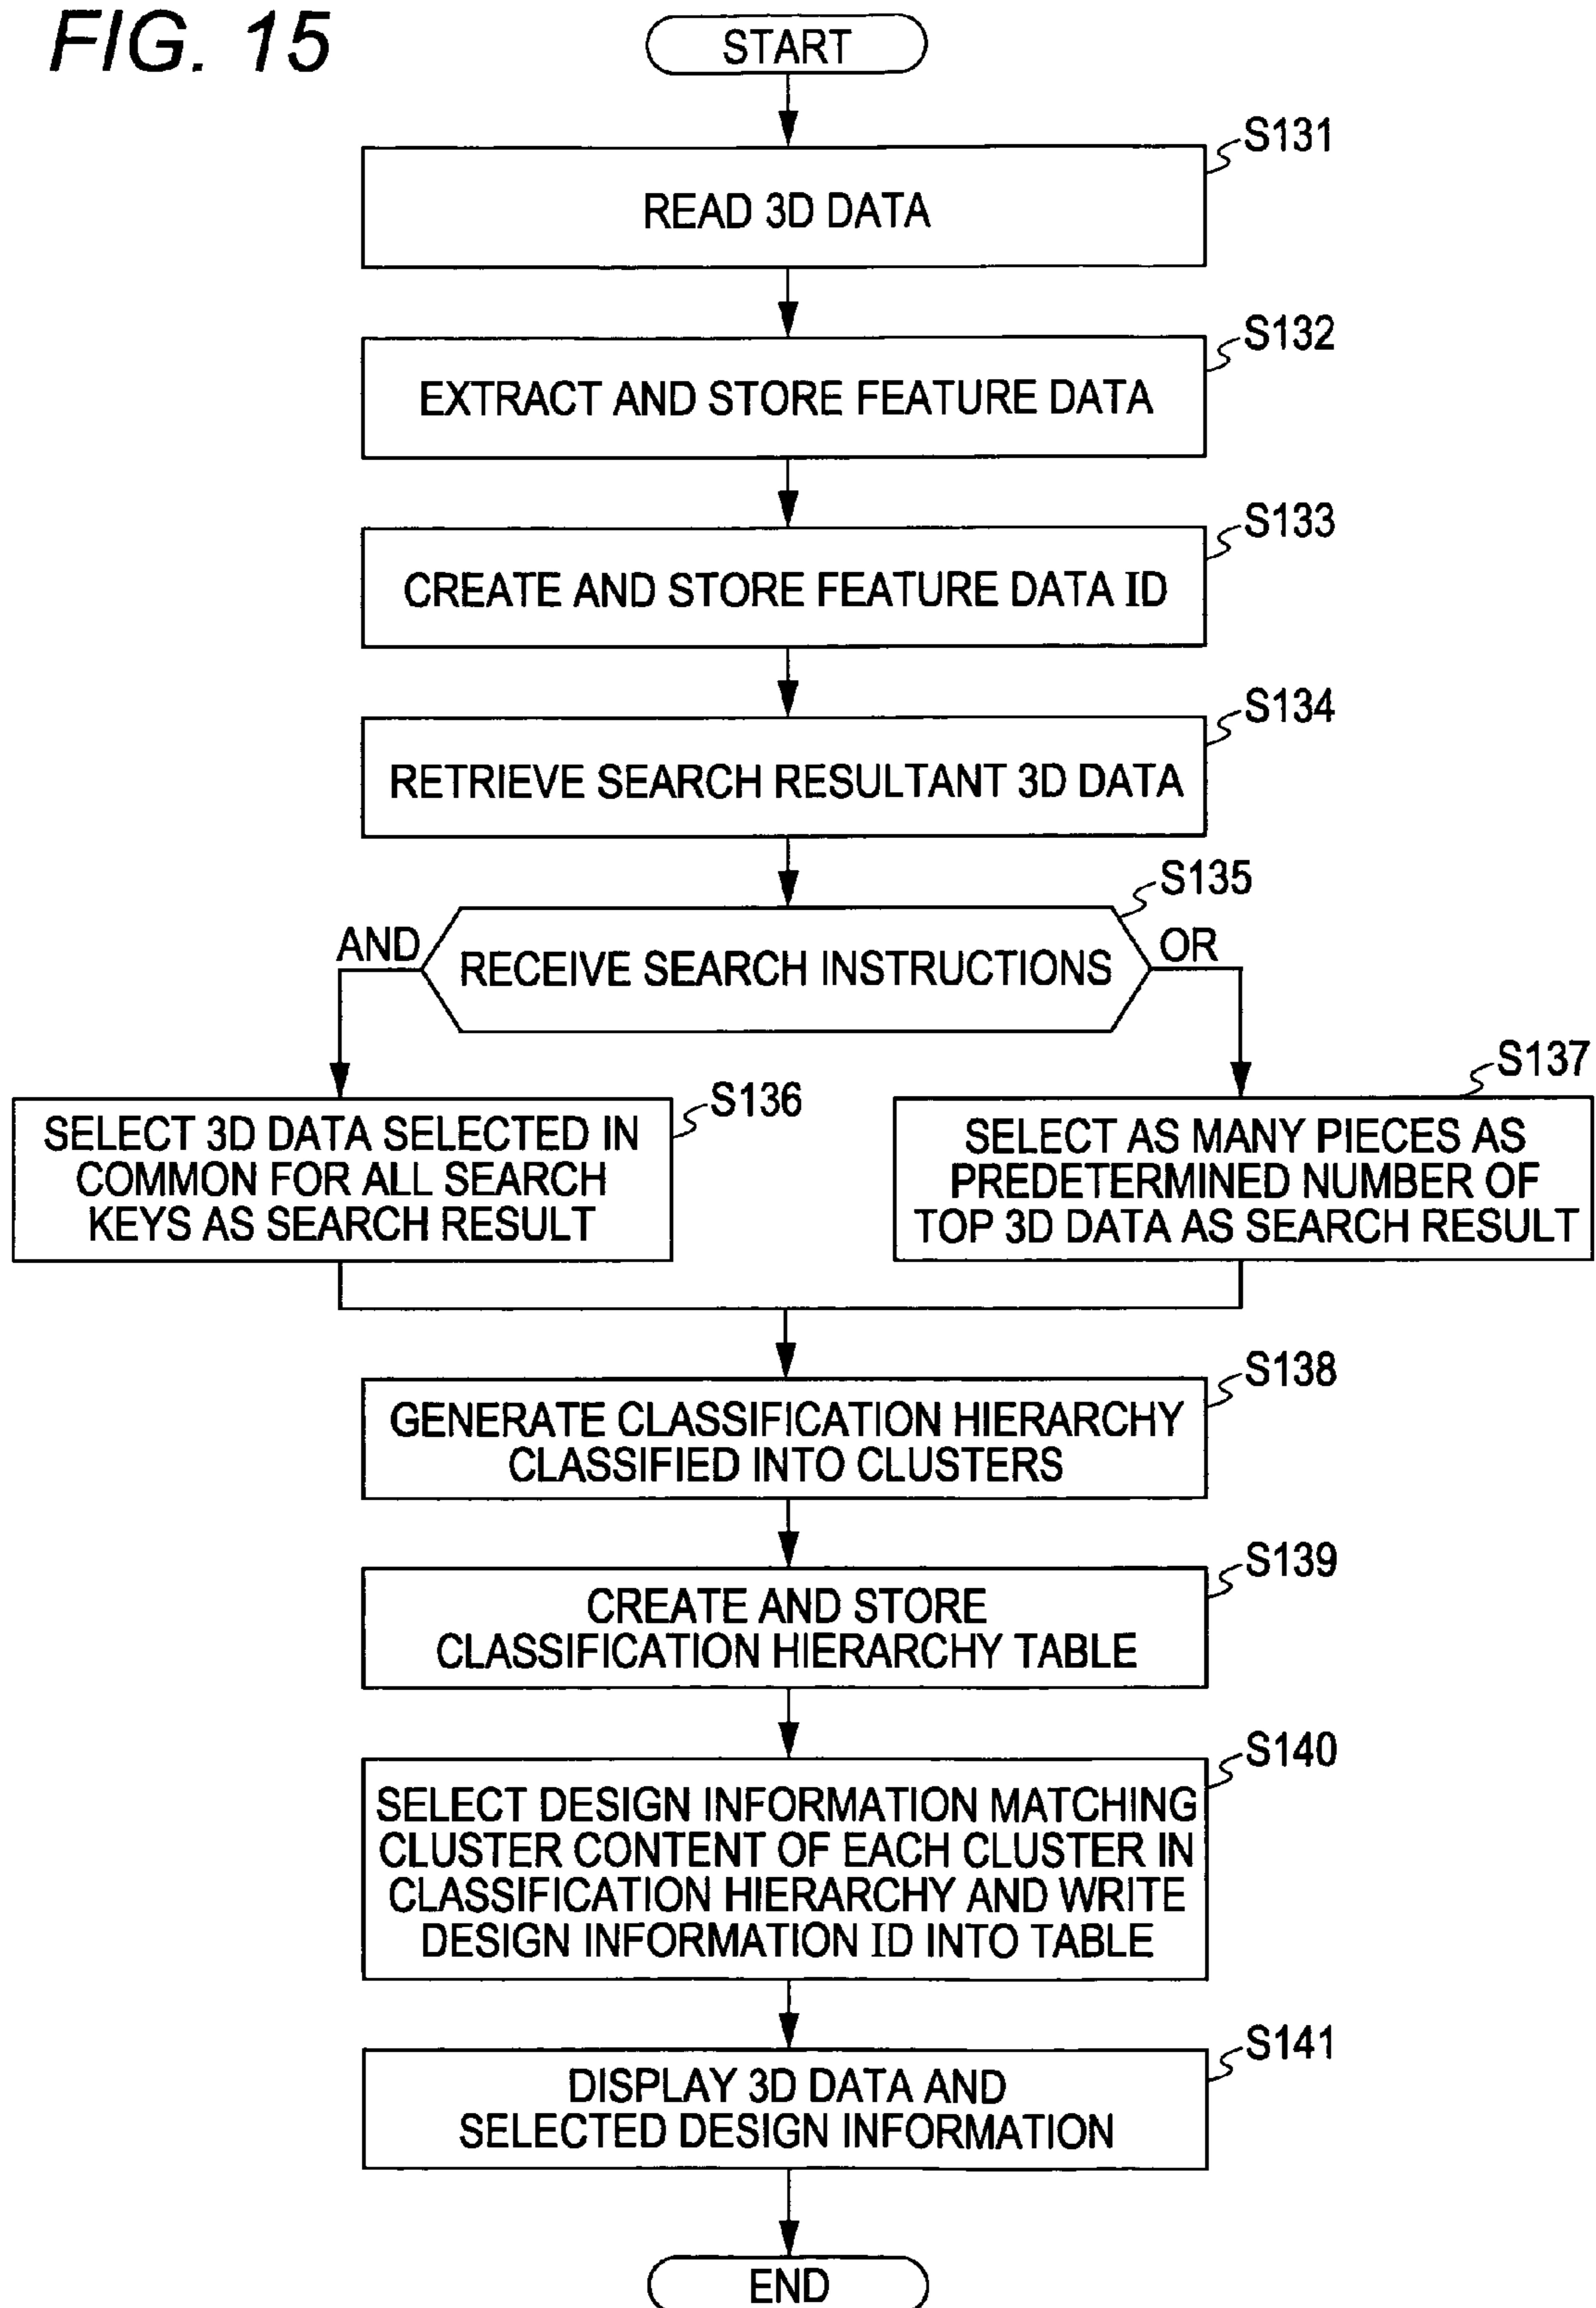 FIG. 15
START
S131
READ 3D DATA
S132
EXTRACT AND STORE FEATURE DATA
S133
CREATE AND STORE FEATURE DATA ID
S134
RETRIEVE SEARCH RESULTANT 3D DATA
S135
AND
RECEIVE SEARCH INSTRUCTIONS
OR
S136
SELECT 3D DATA SELECTED IN
COMMON FOR ALL SEARCH
KEYS AS SEARCH RESULT
S137
SELECT AS MANY PIECES AS
PREDETERMINED NUMBER OF
TOP 3D DATA AS SEARCH RESULT
S138
GENERATE CLASSIFICATION HIERARCHY
CLASSIFIED INTO CLUSTERS
S139
CREATE AND STORE
CLASSIFICATION HIERARCHY TABLE
S140
SELECT DESIGN INFORMATION MATCHING
CLUSTER CONTENT OF EACH CLUSTER IN
CLASSIFICATION HIERARCHY AND WRITE
DESIGN INFORMATION ID INTO TABLE
S141
DISPLAY 3D DATA AND
SELECTED DESIGN INFORMATION
END